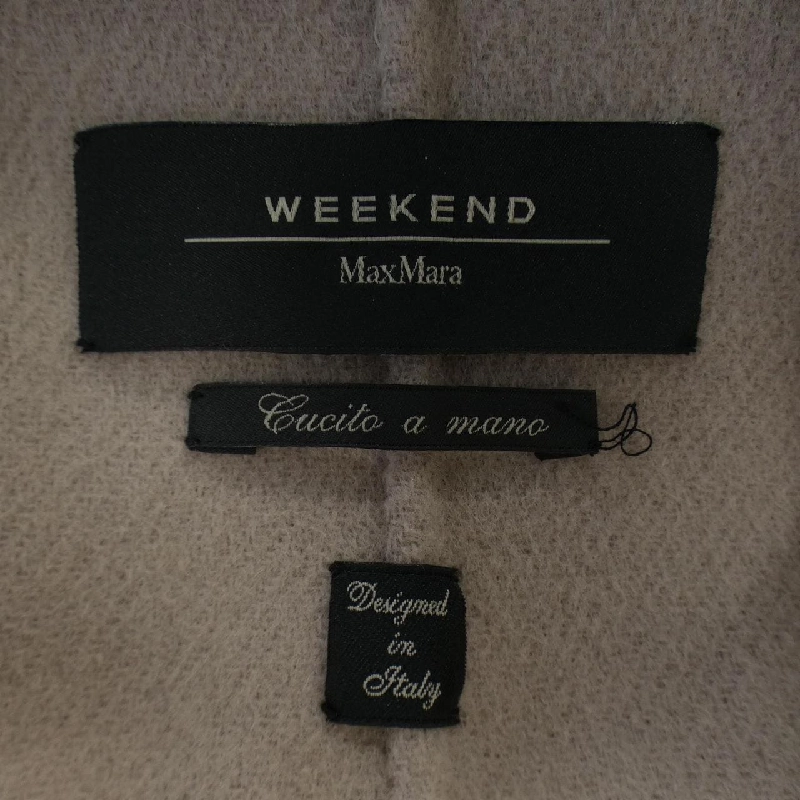 WEEKEND
MaxMara
Cucito a mano
Designed
in
Italy